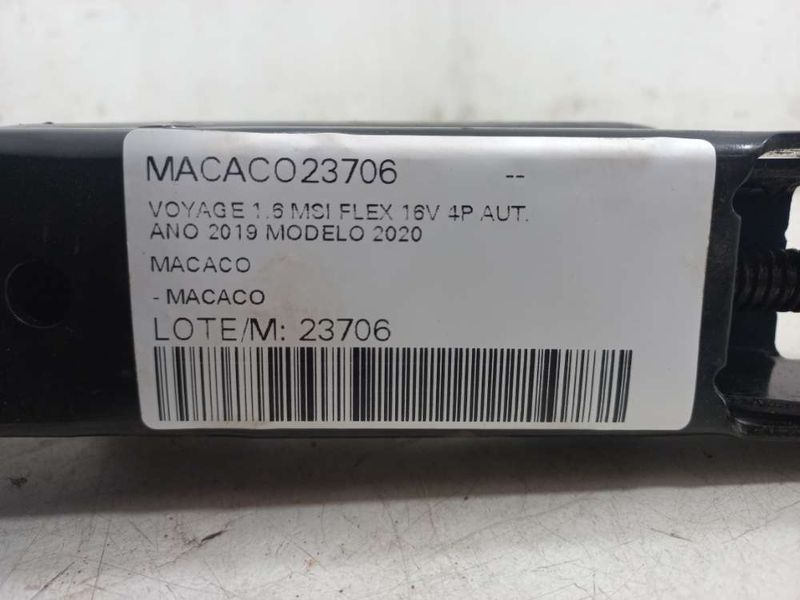 MACACO23706 --
VOYAGE 1.6 MSI FLEX 16V 4P AUT.
ANO 2019 MODELO 2020
MACACO
- MACACO
LOTE/M: 23706